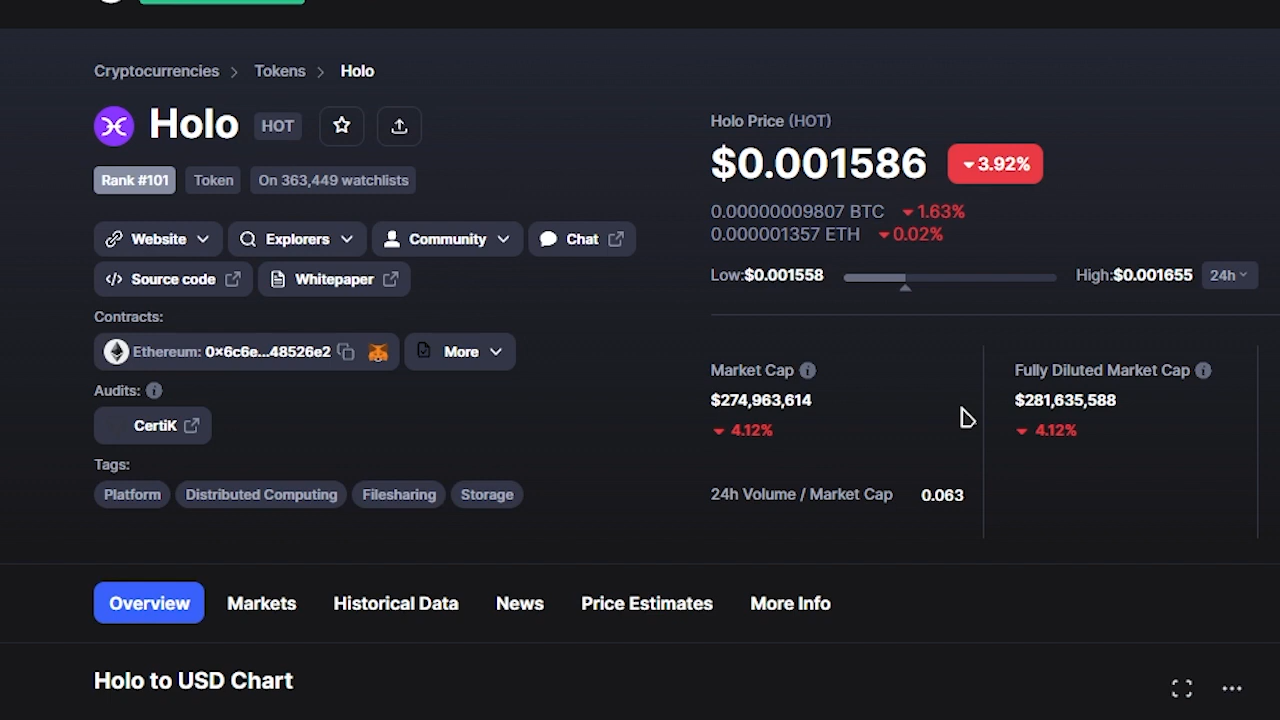 Cryptocurrencies > Tokens > Holo
Holo HOT
Rank #101 Token On 363,449 watchlists
Website Explorers Community Chat
Source code Whitepaper
Contracts:
Ethereum: 0x6c6e...48526e2 More
Audits:
CertiK
Tags:
Platform Distributed Computing Filesharing Storage
Holo Price (HOT)
$0.001586 3.92%
0.00000009807 BTC 1.63%
0.000001357 ETH 0.02%
Low:$0.001558 High:$0.001655 24h
Market Cap
$274,963,614
4.12%
24h Volume / Market Cap 0.063
Fully Diluted Market Cap
$281,635,588
4.12%
Overview Markets Historical Data News Price Estimates More Info
Holo to USD Chart